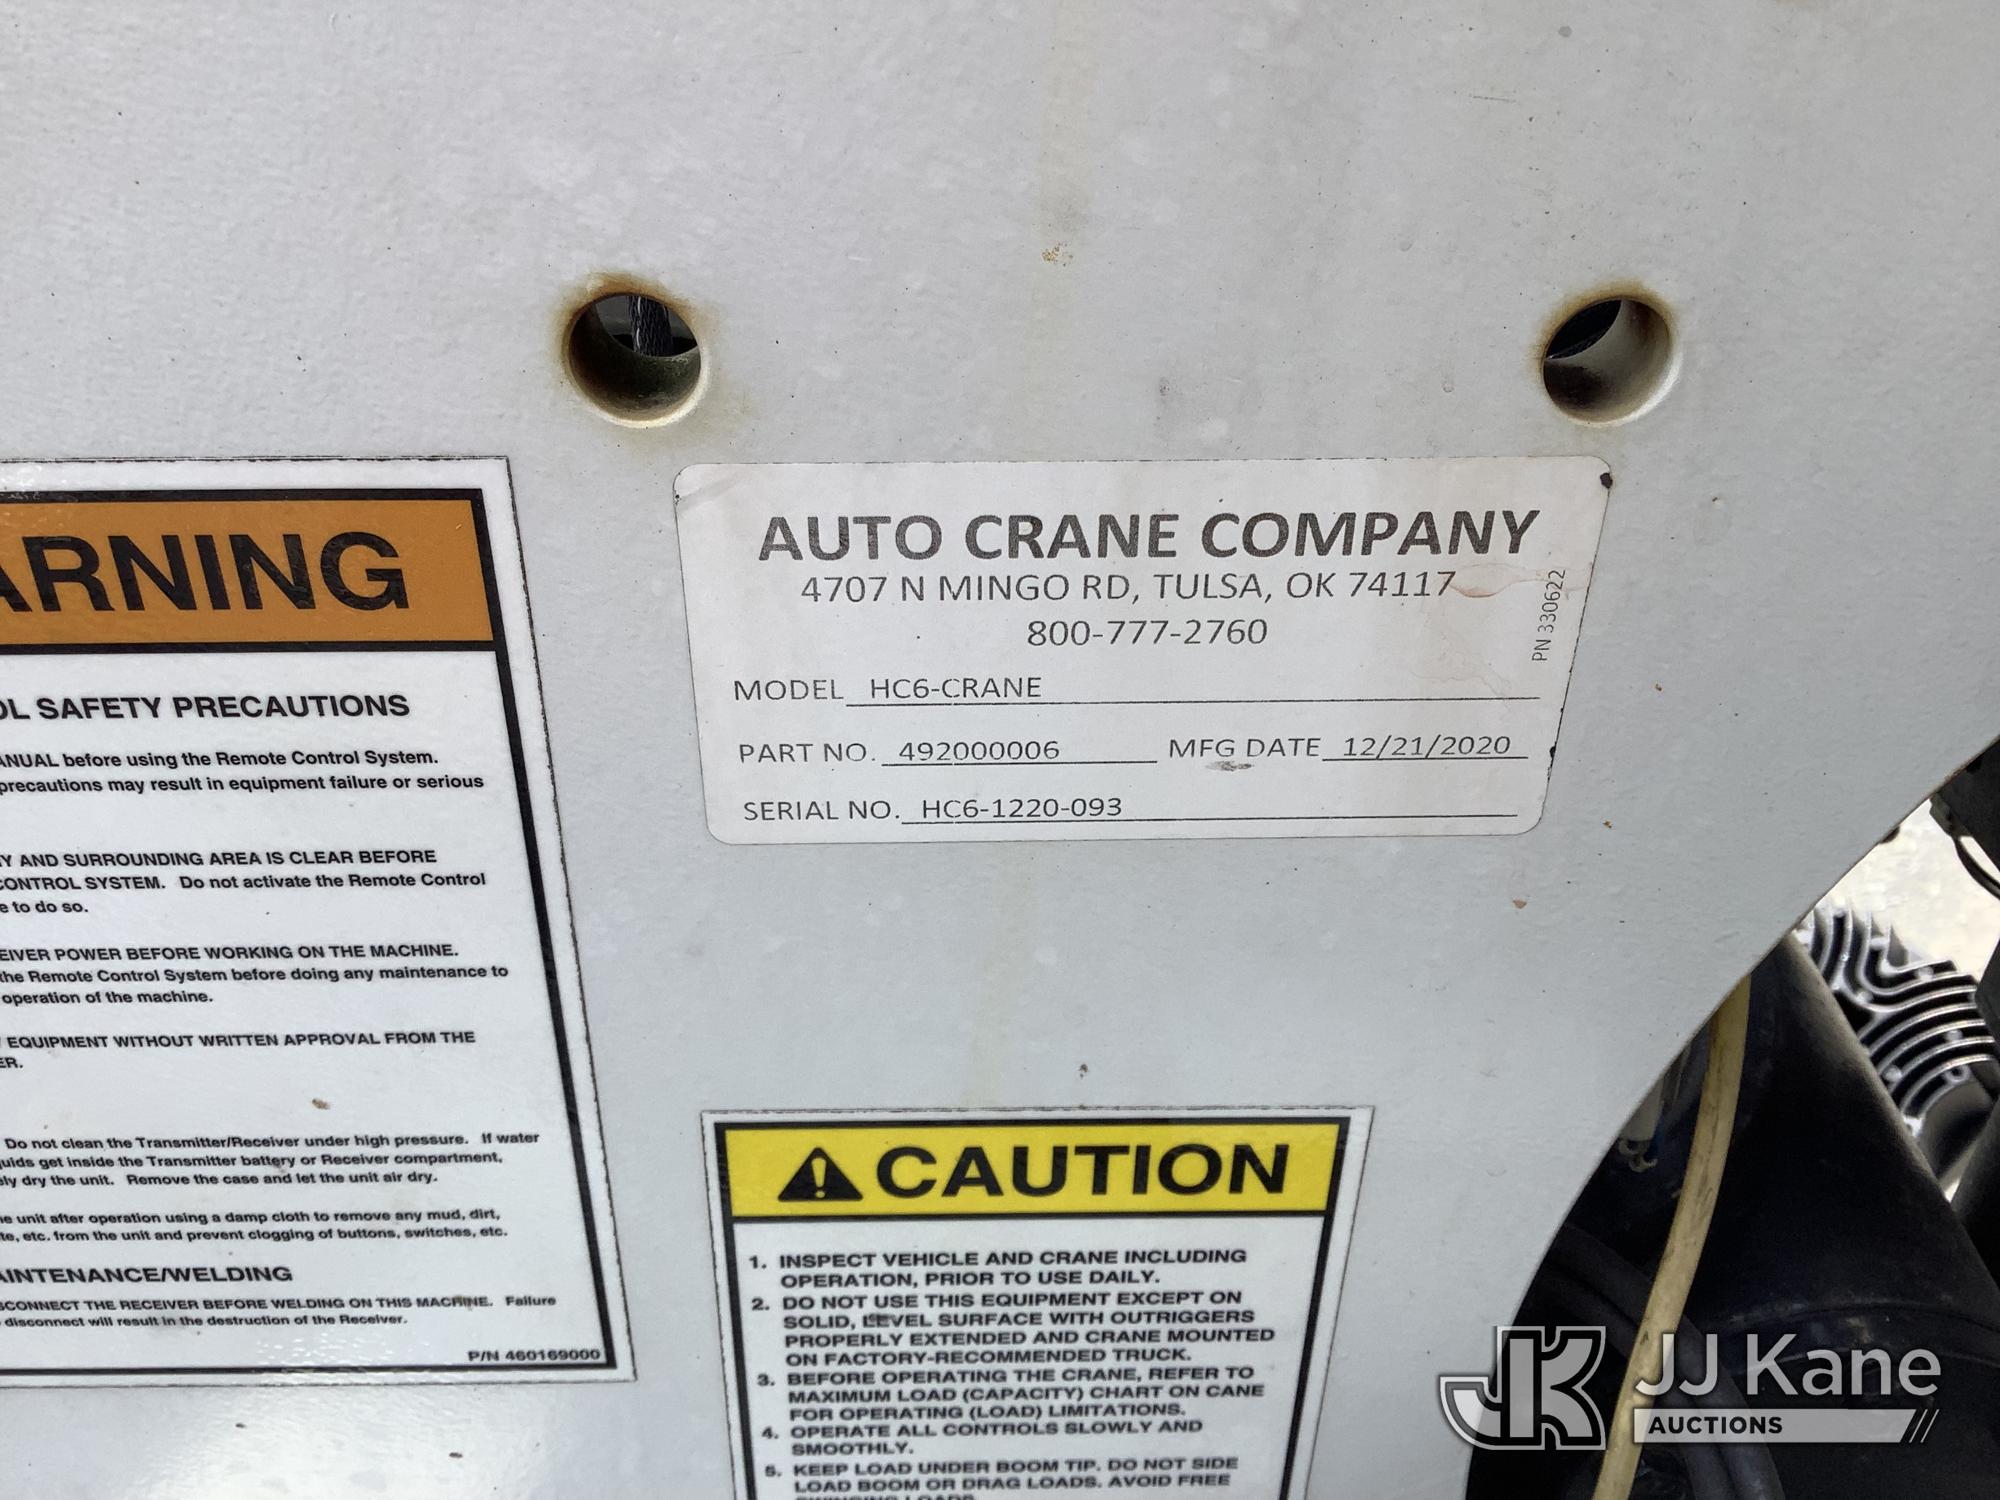 AUTO CRANE COMPANY
4707 N MINGO RD, TULSA, OK 74117
800-777-2760
MODEL HC6-CRANE
PART NO. 492000006 MFG DATE 12/21/2020
SERIAL NO. HC6-1220-093
PN 330622
ARNING
OL SAFETY PRECAUTIONS
ANUAL before using the Remote Control System.
precautions may result in equipment failure or serious
Y AND SURROUNDING AREA IS CLEAR BEFORE
CONTROL SYSTEM. Do not activate the Remote Control
e to do so.
EIVER POWER BEFORE WORKING ON THE MACHINE.
the Remote Control System before doing any maintenance to
operation of the machine.
EQUIPMENT WITHOUT WRITTEN APPROVAL FROM THE
ER.
Do not clean the Transmitter/Receiver under high pressure. If water
quids get inside the Transmitter battery or Receiver compartment,
ely dry the unit. Remove the case and let the unit air dry.
he unit after operation using a damp cloth to remove any mud, dirt,
te, etc. from the unit and prevent clogging of buttons, switches, etc.
AINTENANCE/WELDING
SCONNECT THE RECEIVER BEFORE WELDING ON THIS MACHINE. Failure
disconnect will result in the destruction of the Receiver.
P/N 460169000
CAUTION
1. INSPECT VEHICLE AND CRANE INCLUDING
OPERATION, PRIOR TO USE DAILY.
2. DO NOT USE THIS EQUIPMENT EXCEPT ON
SOLID, LEVEL SURFACE WITH OUTRIGGERS
PROPERLY EXTENDED AND CRANE MOUNTED
ON FACTORY-RECOMMENDED TRUCK.
3. BEFORE OPERATING THE CRANE, REFER TO
MAXIMUM LOAD (CAPACITY) CHART ON CANE
FOR OPERATING (LOAD) LIMITATIONS.
4. OPERATE ALL CONTROLS SLOWLY AND
SMOOTHLY.
5. KEEP LOAD UNDER BOOM TIP. DO NOT SIDE
LOAD BOOM OR DRAG LOADS. AVOID FREE
SWINGING LOADS.
JK
JJ Kane
AUCTIONS